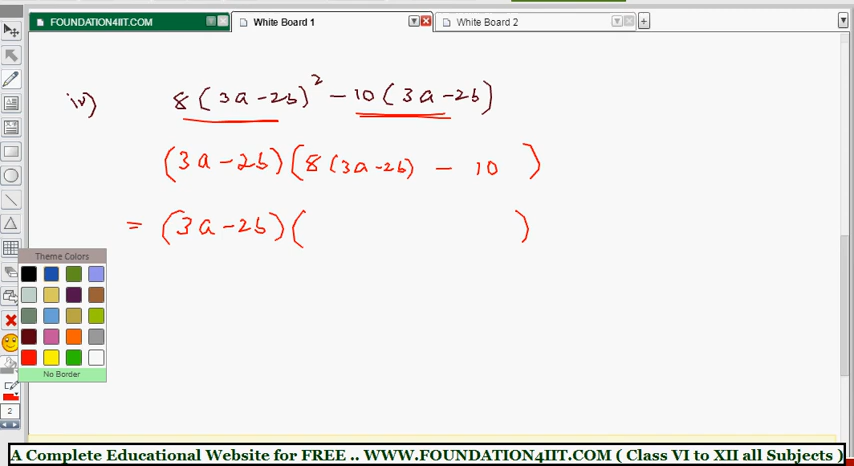 FOUNDATION4IIT.COM White Board 1 White Board 2
iv) 8 (3a-2b)² - 10 (3a-2b)
(3a-2b) (8 (3a-2b) - 10 )
= (3a-2b) ( )
Theme Colors
No Border
2
A Complete Educational Website for FREE .. WWW.FOUNDATION4IIT.COM ( Class VI to XII all Subjects )